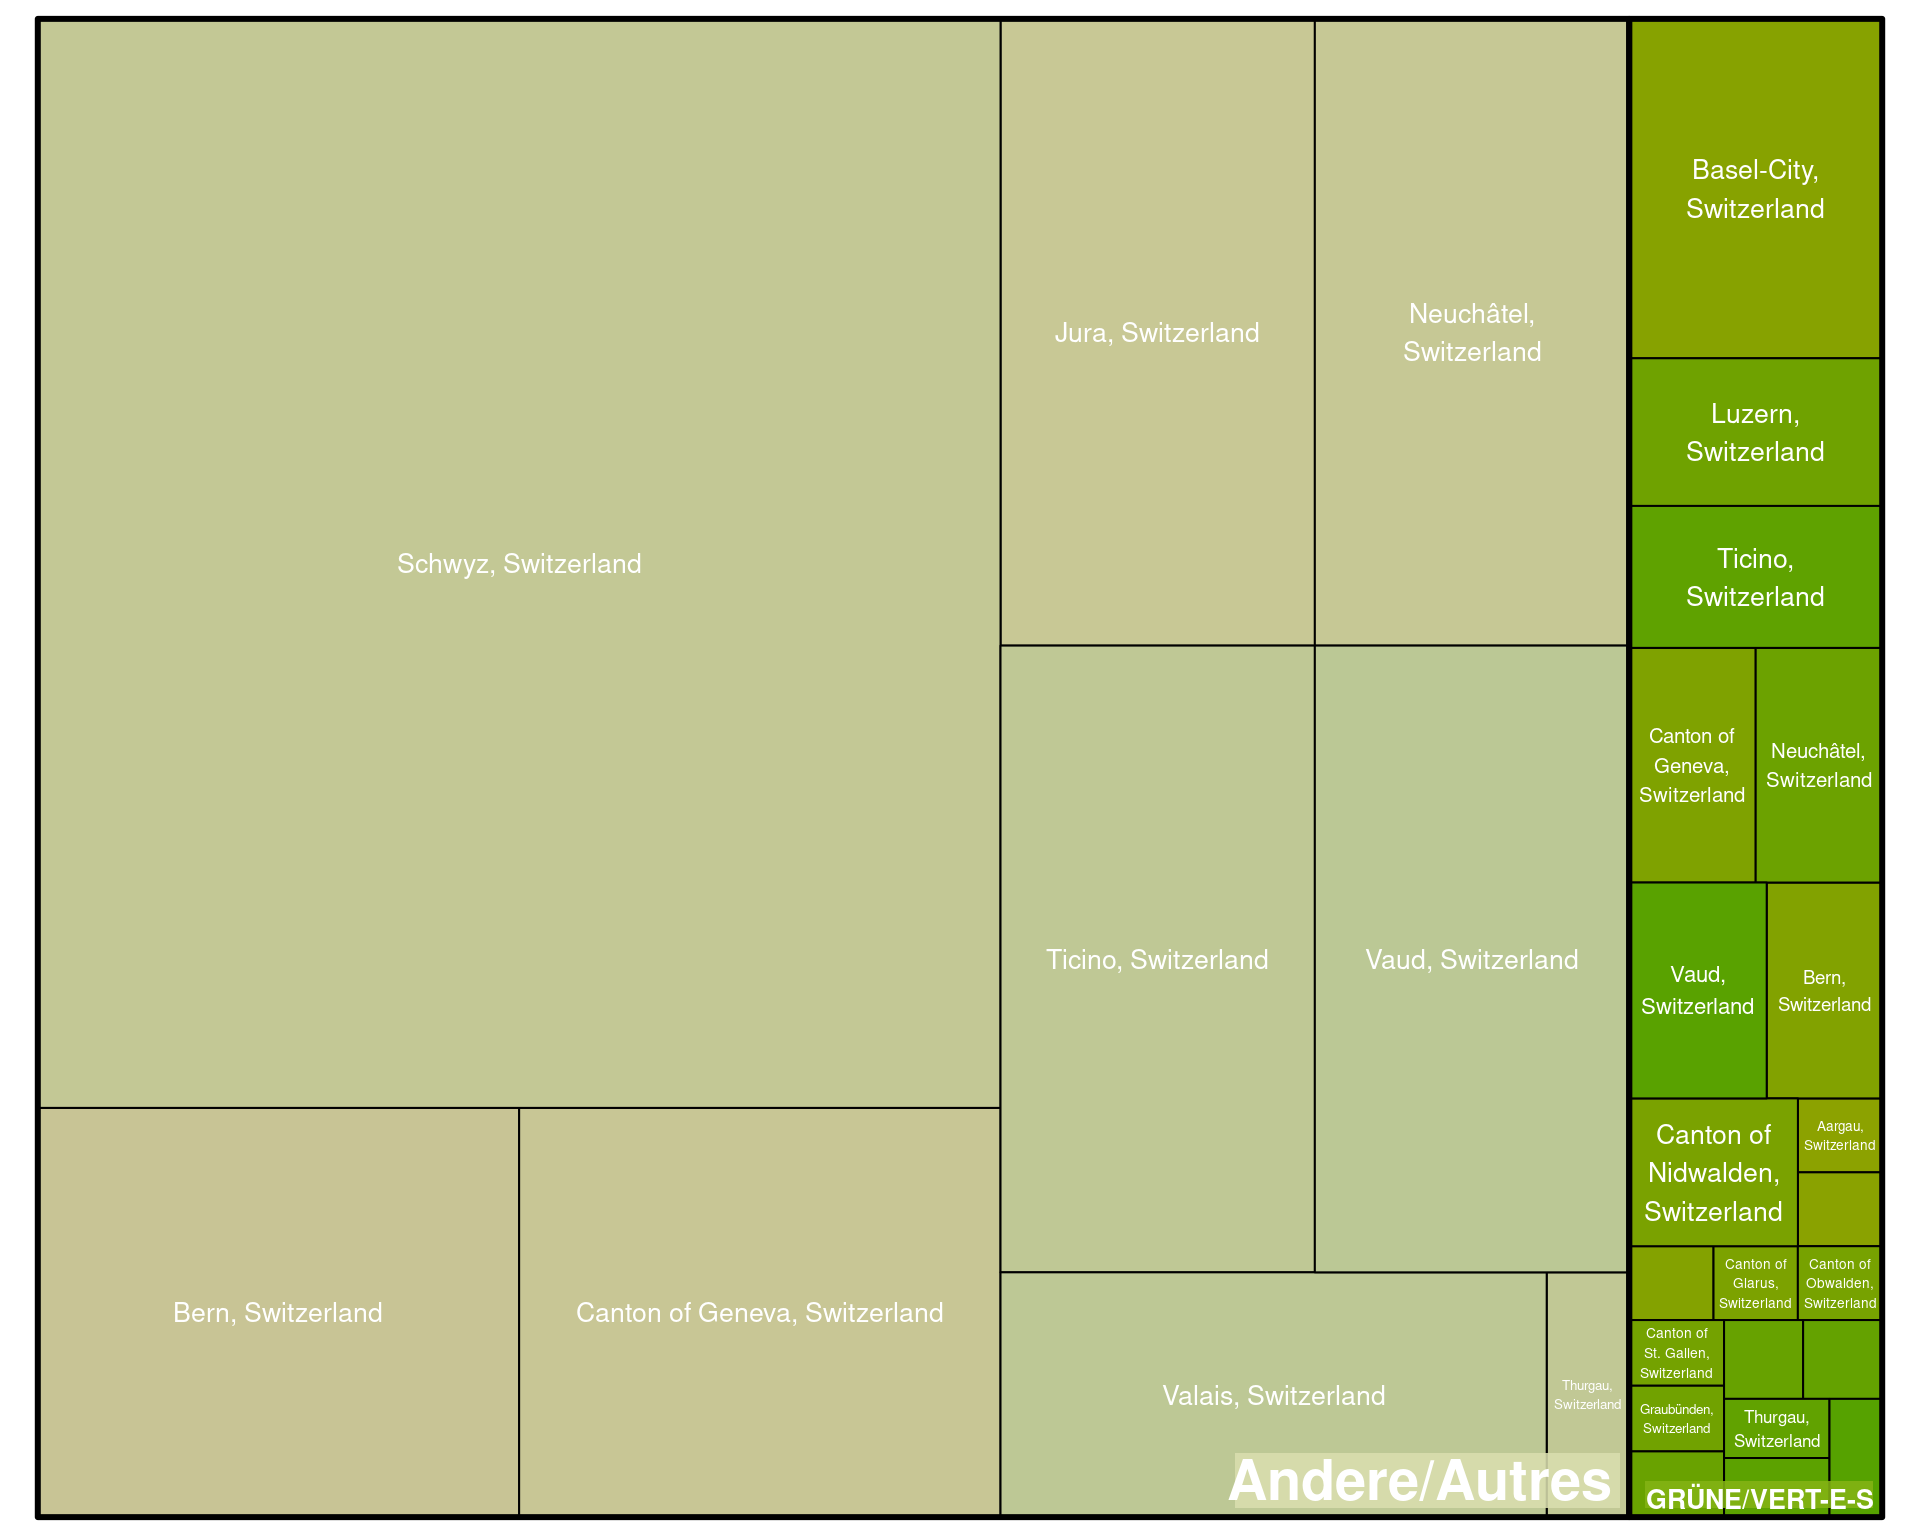 Schwyz, Switzerland
Bern, Switzerland
Canton of Geneva, Switzerland
Jura, Switzerland
Neuchâtel,
Switzerland
Ticino, Switzerland
Vaud, Switzerland
Valais, Switzerland
Thurgau,
Switzerland
Andere/Autres
Basel-City,
Switzerland
Luzern,
Switzerland
Ticino,
Switzerland
Canton of
Geneva,
Switzerland
Neuchâtel,
Switzerland
Vaud,
Switzerland
Bern,
Switzerland
Canton of
Nidwalden,
Switzerland
Aargau,
Switzerland
Canton of
Glarus,
Switzerland
Canton of
Obwalden,
Switzerland
Canton of
St. Gallen,
Switzerland
Graubünden,
Switzerland
Thurgau,
Switzerland
GRÜNE/VERT-E-S